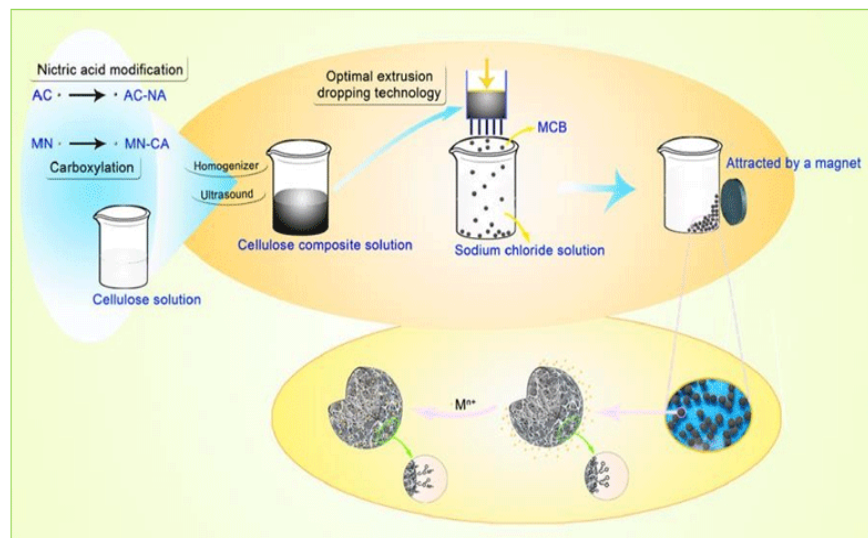 Nictric acid modification
AC → AC-NA
MN → MN-CA
Carboxylation
Cellulose solution
Homogenizer
Ultrasound
Cellulose composite solution
Optimal extrusion
dropping technology
MCB
Sodium chloride solution
Attracted by a magnet
Mⁿ⁺